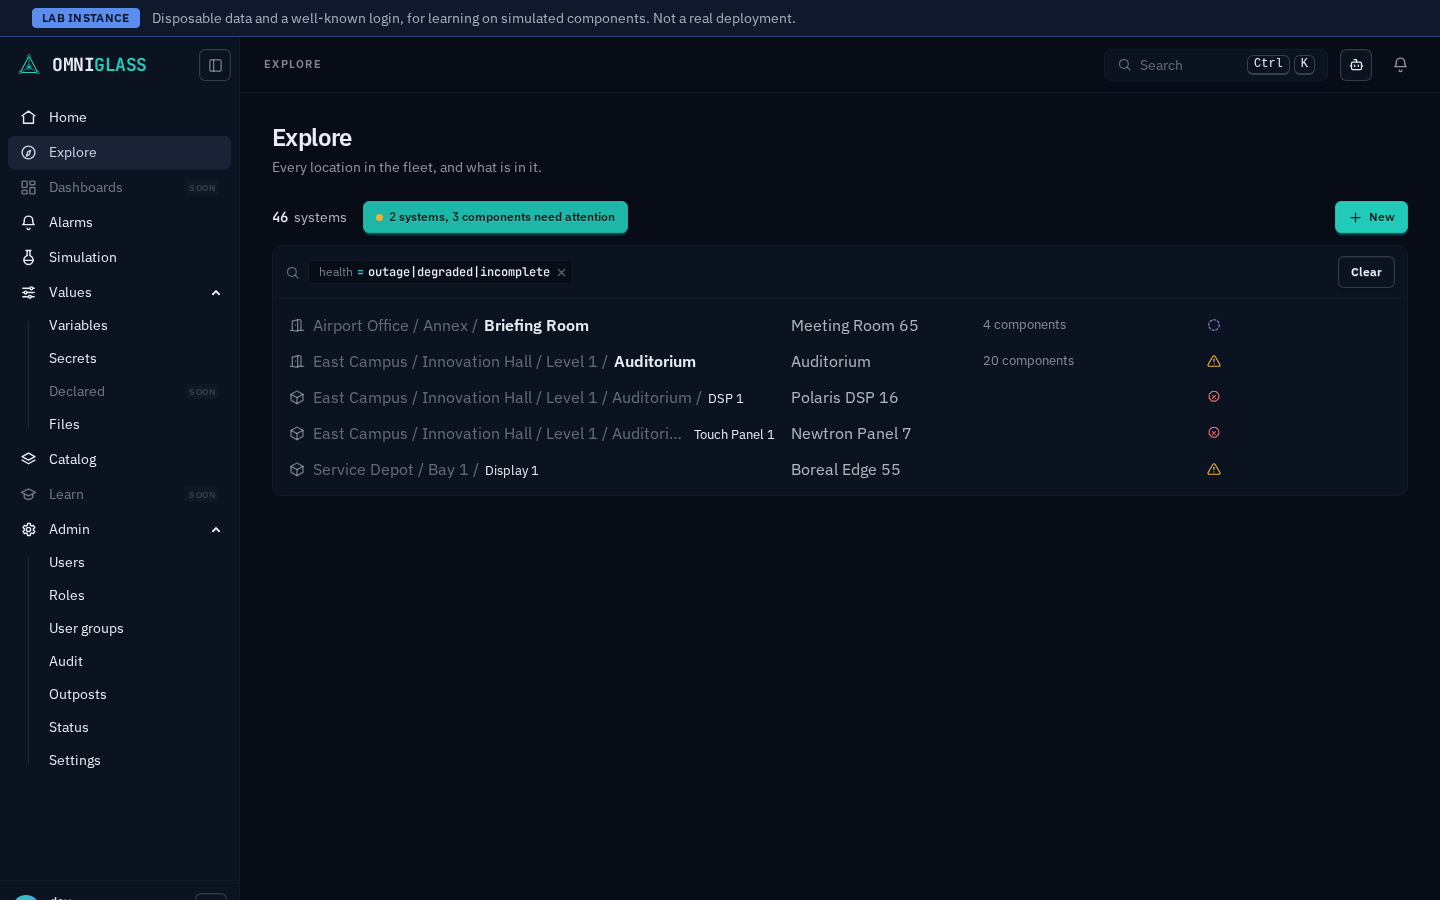 LAB INSTANCE Disposable data and a well-known login, for learning on simulated components. Not a real deployment.
OMNIGLASS
EXPLORE
Search Ctrl K
Home
Explore
Dashboards SOON
Alarms
Simulation
Values
Variables
Secrets
Declared SOON
Files
Catalog
Learn SOON
Admin
Users
Roles
User groups
Audit
Outposts
Status
Settings
Explore
Every location in the fleet, and what is in it.
46 systems 2 systems, 3 components need attention New
health = outage|degraded|incomplete Clear
Airport Office / Annex / Briefing Room Meeting Room 65 4 components
East Campus / Innovation Hall / Level 1 / Auditorium Auditorium 20 components
East Campus / Innovation Hall / Level 1 / Auditorium / DSP 1 Polaris DSP 16
East Campus / Innovation Hall / Level 1 / Auditori... Touch Panel 1 Newtron Panel 7
Service Depot / Bay 1 / Display 1 Boreal Edge 55